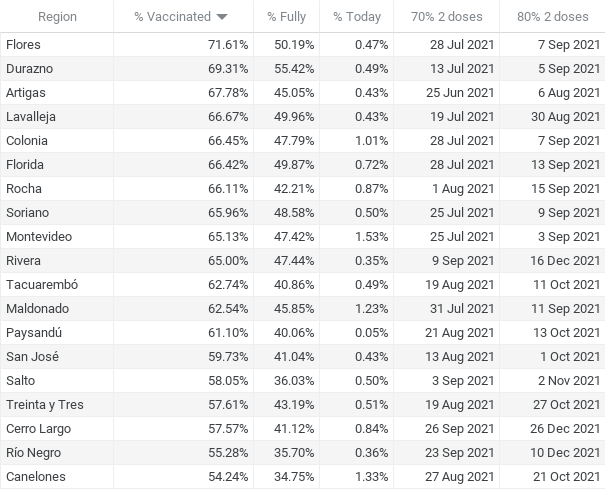 Region % Vaccinated % Fully % Today 70% 2 doses 80% 2 doses
Flores 71.61% 50.19% 0.47% 28 Jul 2021 7 Sep 2021
Durazno 69.31% 55.42% 0.49% 13 Jul 2021 5 Sep 2021
Artigas 67.78% 45.05% 0.43% 25 Jun 2021 6 Aug 2021
Lavalleja 66.67% 49.96% 0.43% 19 Jul 2021 30 Aug 2021
Colonia 66.45% 47.79% 1.01% 28 Jul 2021 7 Sep 2021
Florida 66.42% 49.87% 0.72% 28 Jul 2021 13 Sep 2021
Rocha 66.11% 42.21% 0.87% 1 Aug 2021 15 Sep 2021
Soriano 65.96% 48.58% 0.50% 25 Jul 2021 9 Sep 2021
Montevideo 65.13% 47.42% 1.53% 25 Jul 2021 3 Sep 2021
Rivera 65.00% 47.44% 0.35% 9 Sep 2021 16 Dec 2021
Tacuarembó 62.74% 40.86% 0.49% 19 Aug 2021 11 Oct 2021
Maldonado 62.54% 45.85% 1.23% 31 Jul 2021 11 Sep 2021
Paysandú 61.10% 40.06% 0.05% 21 Aug 2021 13 Oct 2021
San José 59.73% 41.04% 0.43% 13 Aug 2021 1 Oct 2021
Salto 58.05% 36.03% 0.50% 3 Sep 2021 2 Nov 2021
Treinta y Tres 57.61% 43.19% 0.51% 19 Aug 2021 27 Oct 2021
Cerro Largo 57.57% 41.12% 0.84% 26 Sep 2021 26 Dec 2021
Río Negro 55.28% 35.70% 0.36% 23 Sep 2021 10 Dec 2021
Canelones 54.24% 34.75% 1.33% 27 Aug 2021 21 Oct 2021